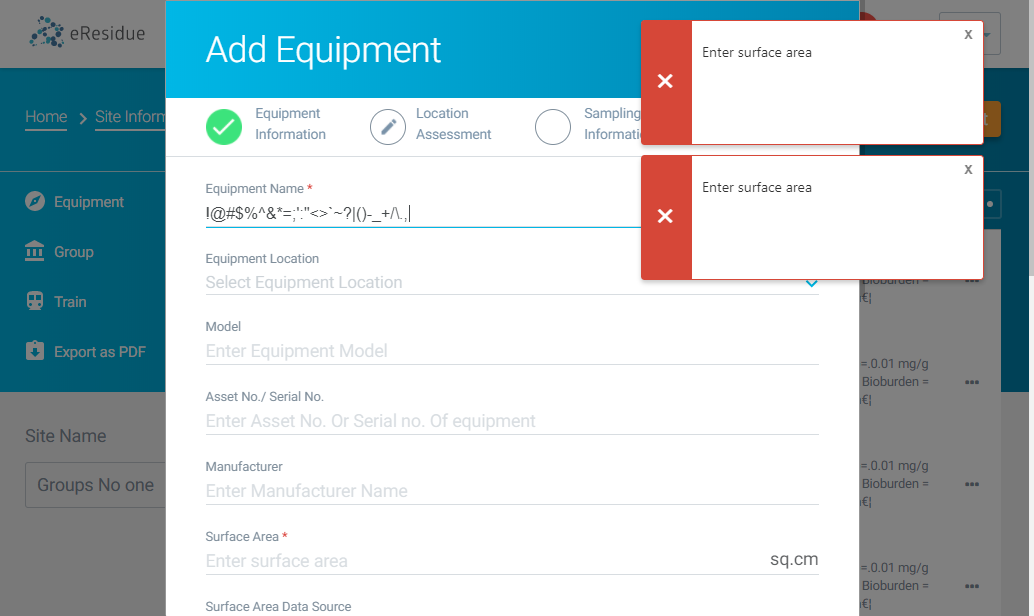 eResidue
Add Equipment
x
Enter surface area
Home
Site Inform
Equipment
Information
Location
Assessment
Sampling
Informati
t
x
Enter surface area
Equipment
Group
Train
Export as PDF
Equipment Name *
!@#$%^&*=;':"<>`~?|()-_+/\.,
Equipment Location
Select Equipment Location
Model
Enter Equipment Model
Asset No./ Serial No.
Enter Asset No. Or Serial no. Of equipment
Manufacturer
Enter Manufacturer Name
Surface Area *
Enter surface area
sq.cm
Surface Area Data Source
Site Name
Groups No one
Bioburden =
€¦
=.0.01 mg/g
Bioburden =
€¦
=.0.01 mg/g
Bioburden =
€¦
=.0.01 mg/g
Bioburden =
€¦